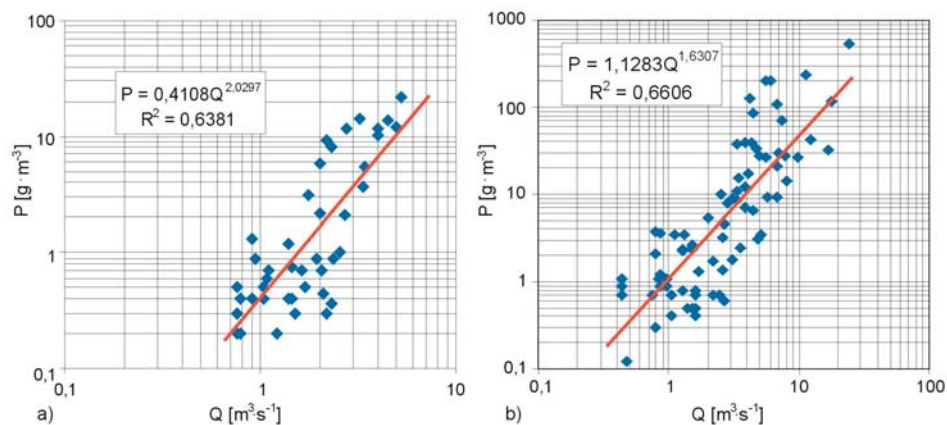 100
10
1
0,1
P [g · m⁻³]
P = 0,4108Q^2,0297
R² = 0,6381
0,1
1
10
a)
Q [m³·s⁻¹]
1000
100
10
1
0,1
P [g · m⁻³]
P = 1,1283Q^1,6307
R² = 0,6606
0,1
1
10
100
b)
Q [m³·s⁻¹]